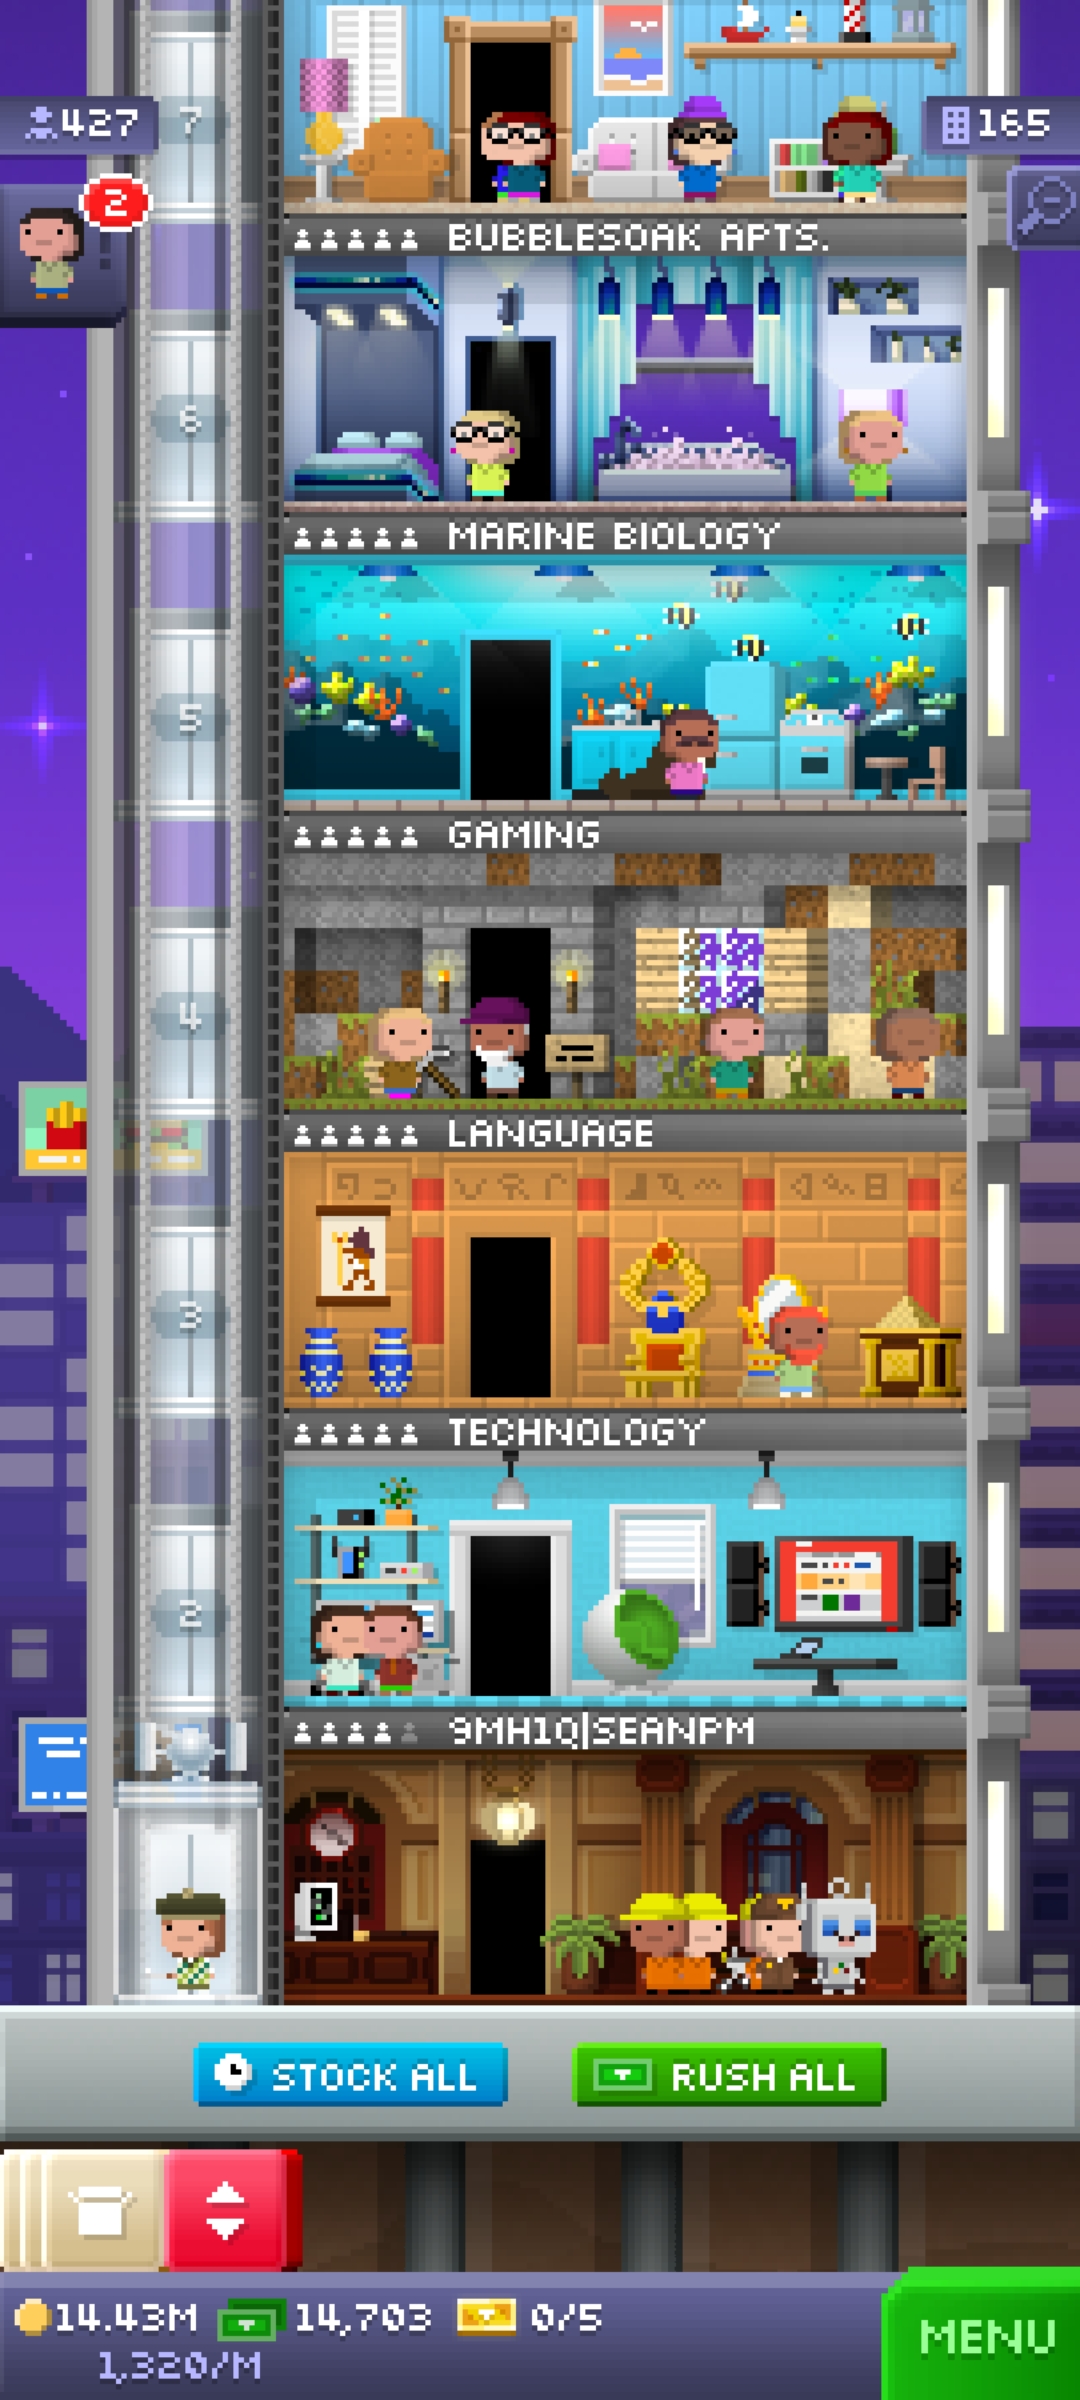 427
7
165
2
BUBBLESOAK APTS.
6
MARINE BIOLOGY
5
GAMING
4
LANGUAGE
3
TECHNOLOGY
2
9MH1Q|SEANPM
STOCK ALL
RUSH ALL
14.43M
14,703
0/5
1,320/M
MENU